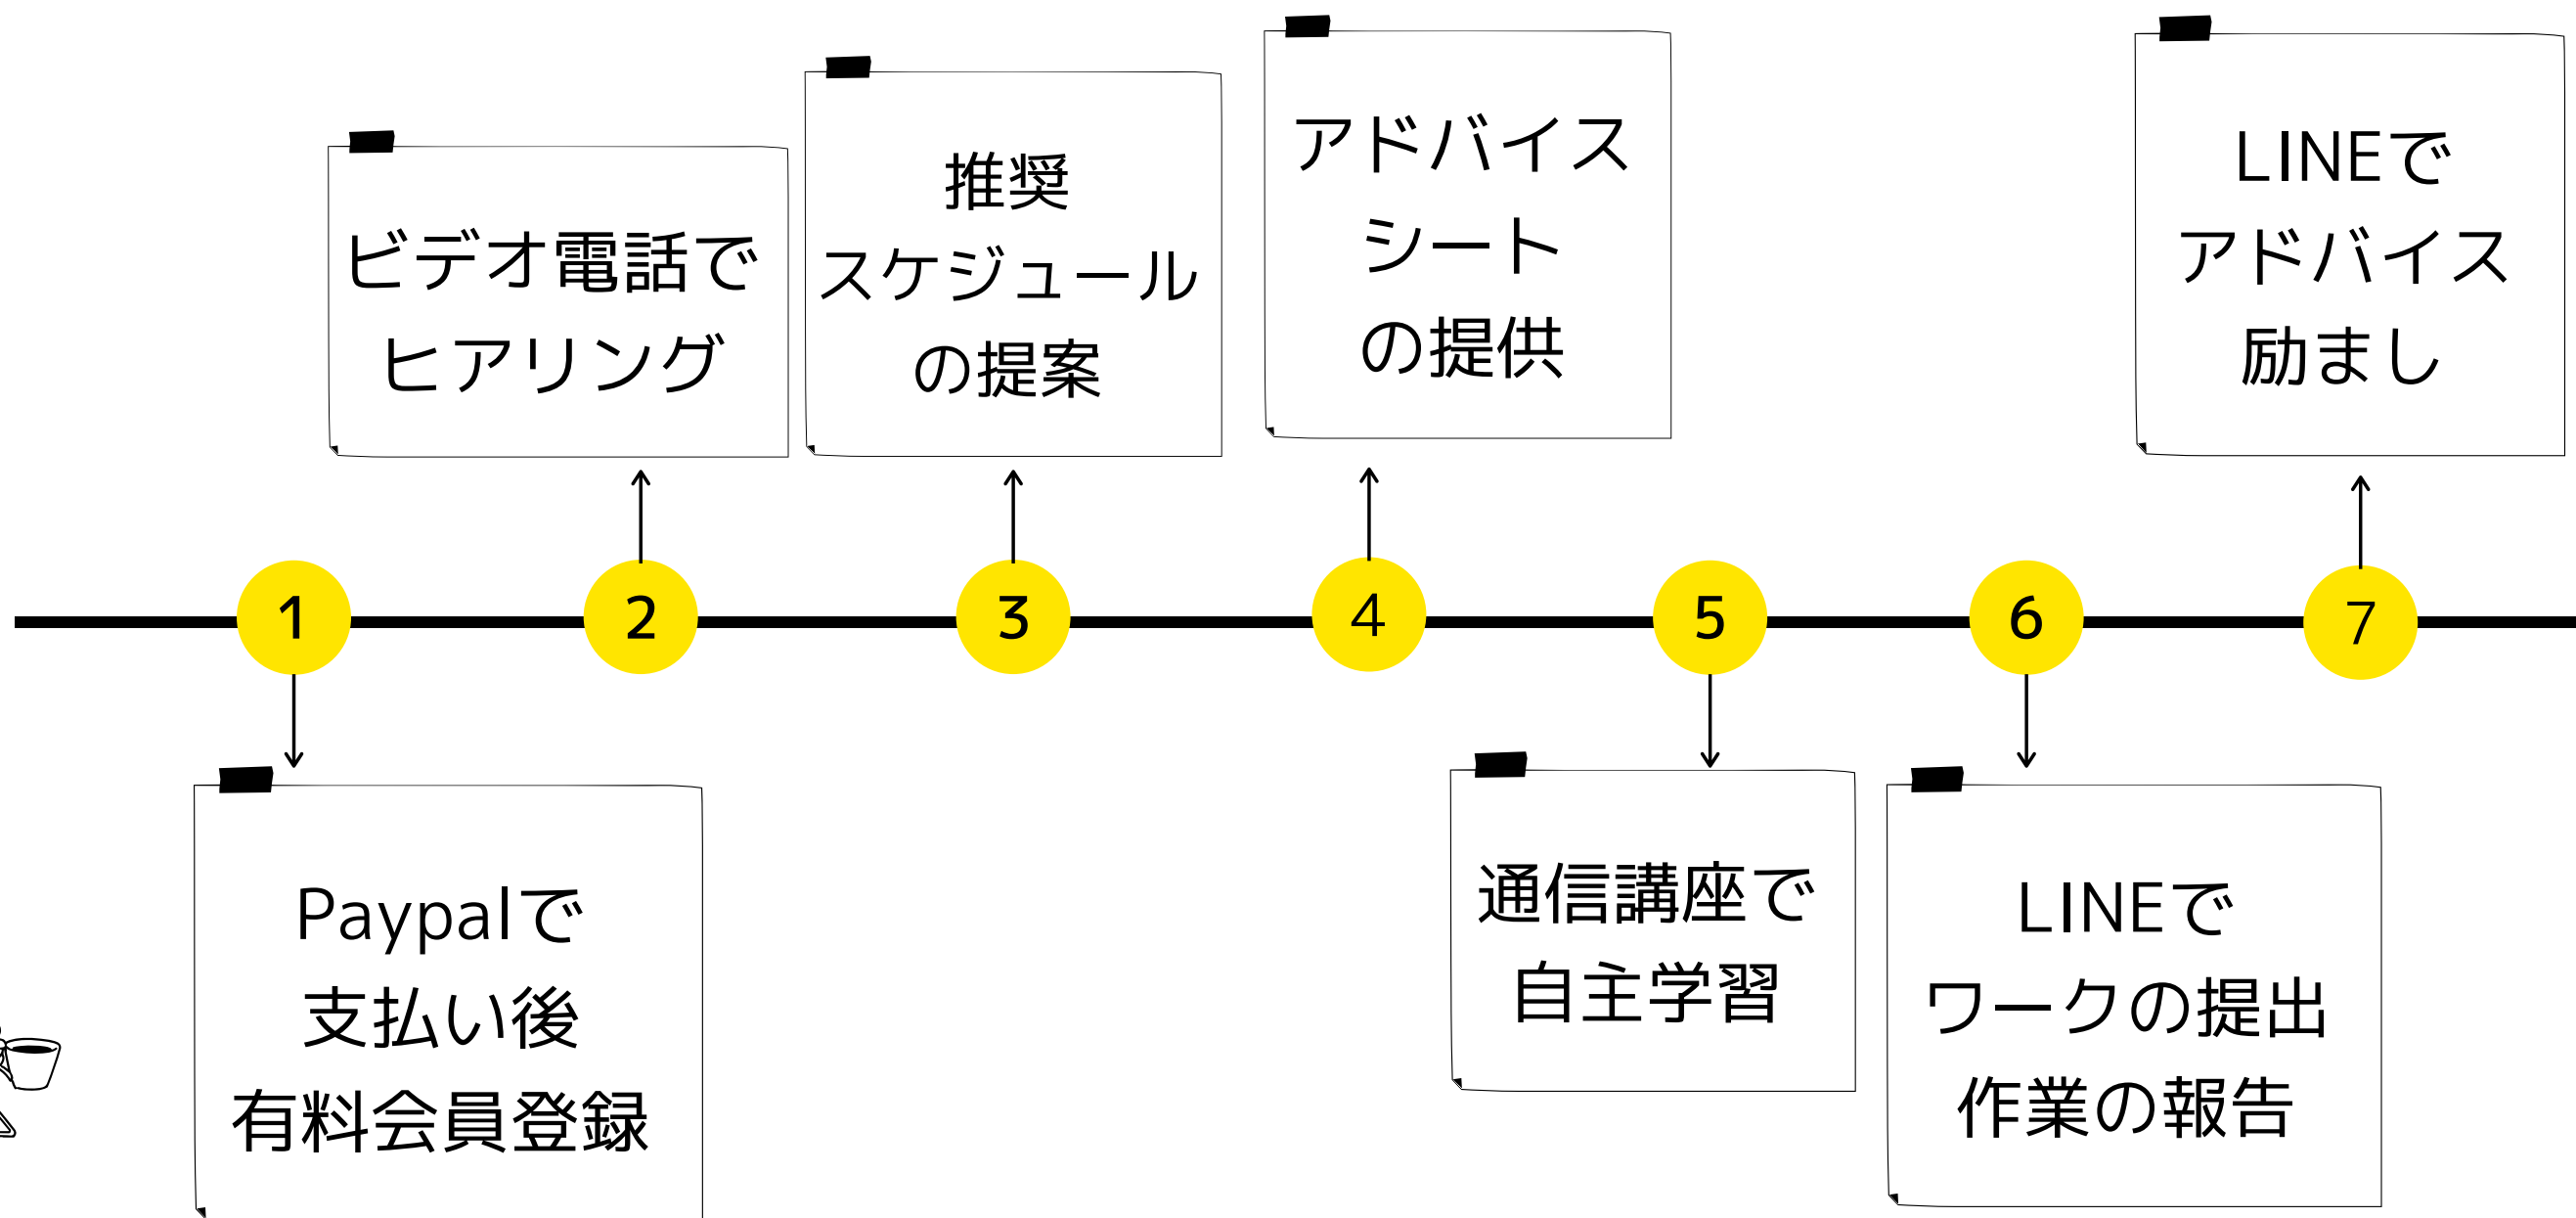 1
Paypalで
支払い後
有料会員登録
2
ビデオ電話で
ヒアリング
3
推奨
スケジュール
の提案
4
アドバイス
シート
の提供
5
通信講座で
自主学習
6
LINEで
ワークの提出
作業の報告
7
LINEで
アドバイス
励まし